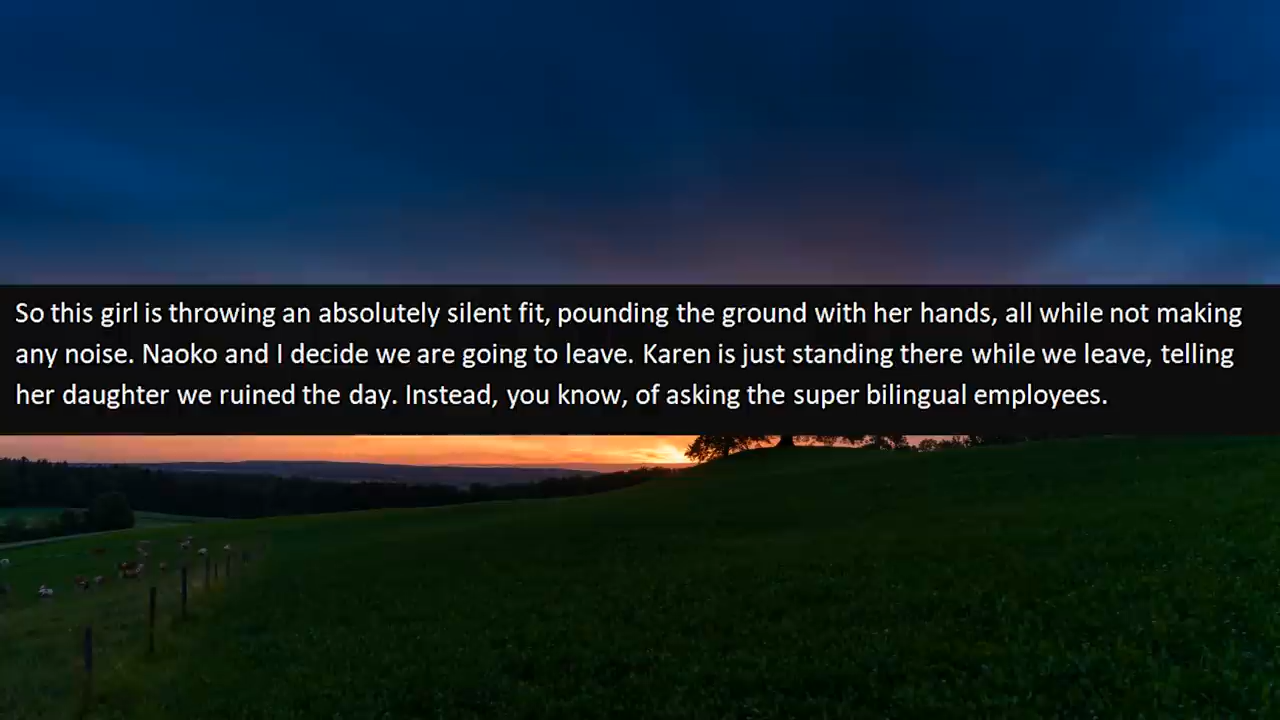 So this girl is throwing an absolutely silent fit, pounding the ground with her hands, all while not making
any noise. Naoko and I decide we are going to leave. Karen is just standing there while we leave, telling
her daughter we ruined the day. Instead, you know, of asking the super bilingual employees.